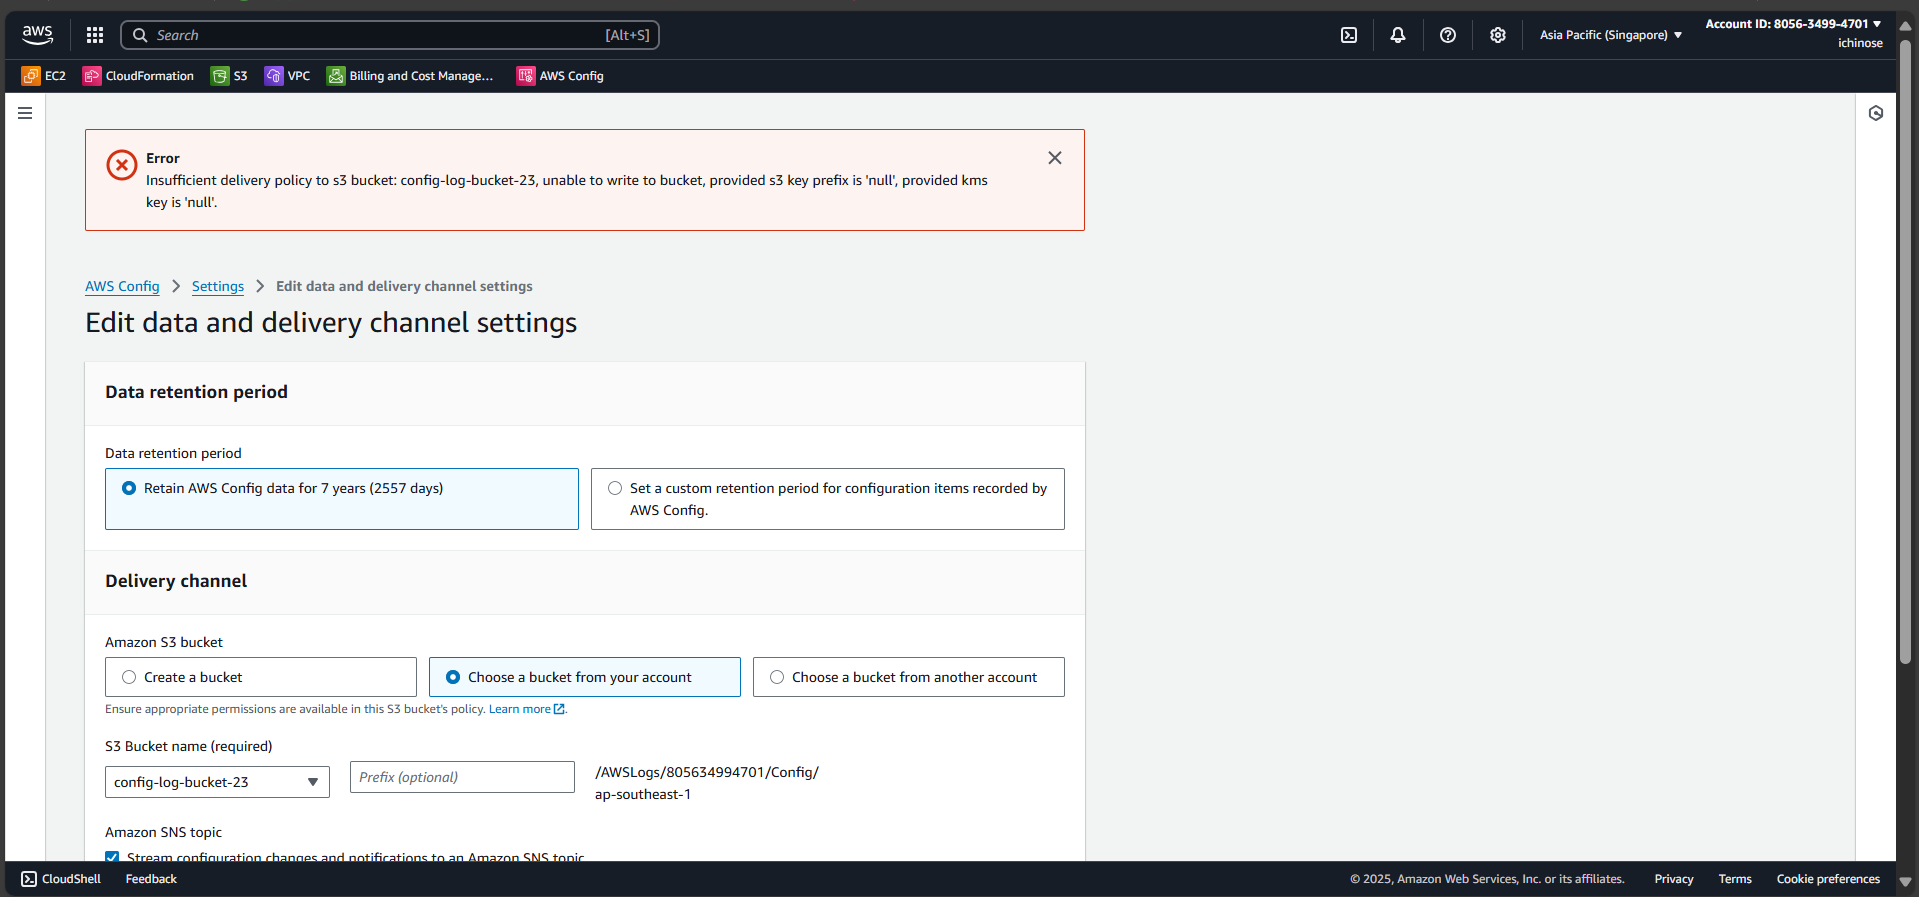 aws
Search
[Alt+S]
Asia Pacific (Singapore)
Account ID: 8056-3499-4701
ichinose
EC2
CloudFormation
S3
VPC
Billing and Cost Manage...
AWS Config
Error
Insufficient delivery policy to s3 bucket: config-log-bucket-23, unable to write to bucket, provided s3 key prefix is 'null', provided kms
key is 'null'.
AWS Config
Settings
Edit data and delivery channel settings
Edit data and delivery channel settings
Data retention period
Data retention period
Retain AWS Config data for 7 years (2557 days)
Set a custom retention period for configuration items recorded by
AWS Config.
Delivery channel
Amazon S3 bucket
Create a bucket
Choose a bucket from your account
Choose a bucket from another account
Ensure appropriate permissions are available in this S3 bucket's policy. Learn more.
S3 Bucket name (required)
config-log-bucket-23
Prefix (optional)
/AWSLogs/805634994701/Config/
ap-southeast-1
Amazon SNS topic
Stream configuration changes and notifications to an Amazon SNS topic
CloudShell
Feedback
© 2025, Amazon Web Services, Inc. or its affiliates.
Privacy
Terms
Cookie preferences